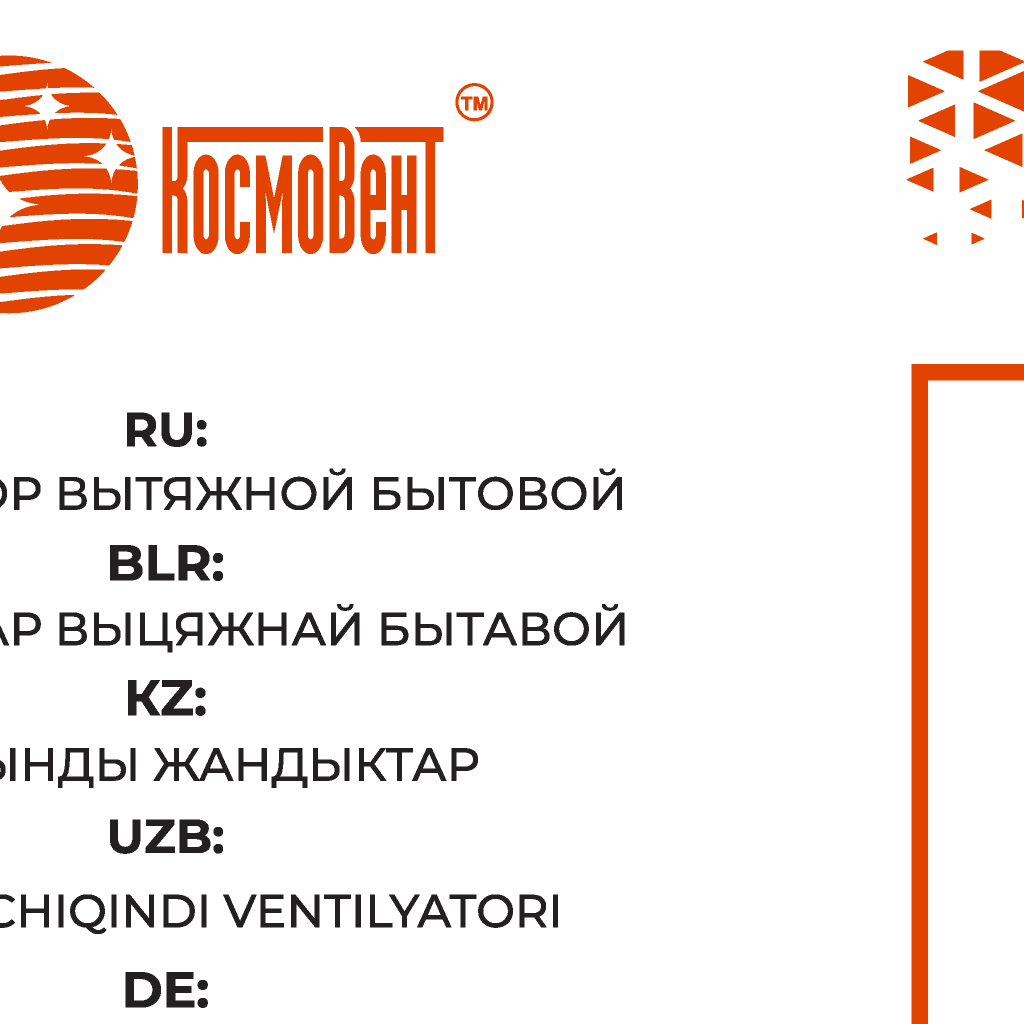 КосмоВент TM
RU:
ОР ВЫТЯЖНОЙ БЫТОВОЙ
BLR:
АР ВЫЦЯЖНАЙ БЫТАВОЙ
KZ:
ЫНДЫ ЖАНДЫКТАР
UZB:
CHIQINDI VENTILYATORI
DE: